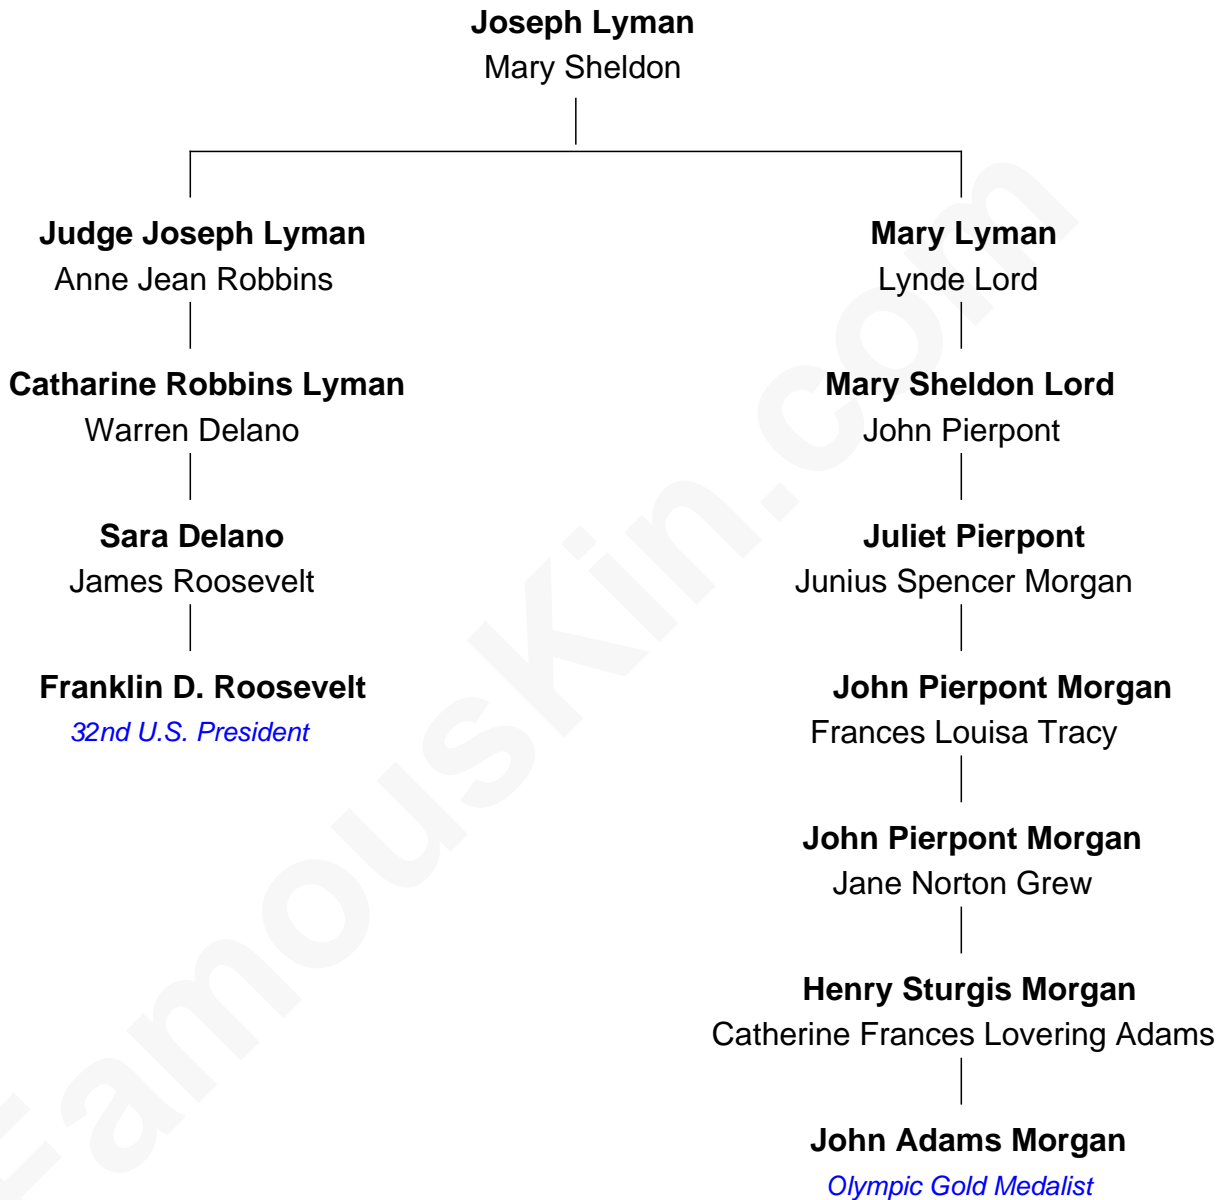 Joseph Lyman
Mary Sheldon
Judge Joseph Lyman
Anne Jean Robbins
Mary Lyman
Lynde Lord
Catharine Robbins Lyman
Warren Delano
Mary Sheldon Lord
John Pierpont
Sara Delano
James Roosevelt
Juliet Pierpont
Junius Spencer Morgan
Franklin D. Roosevelt
32nd U.S. President
John Pierpont Morgan
Frances Louisa Tracy
John Pierpont Morgan
Jane Norton Grew
Henry Sturgis Morgan
Catherine Frances Lovering Adams
John Adams Morgan
Olympic Gold Medalist
FamousKin.com